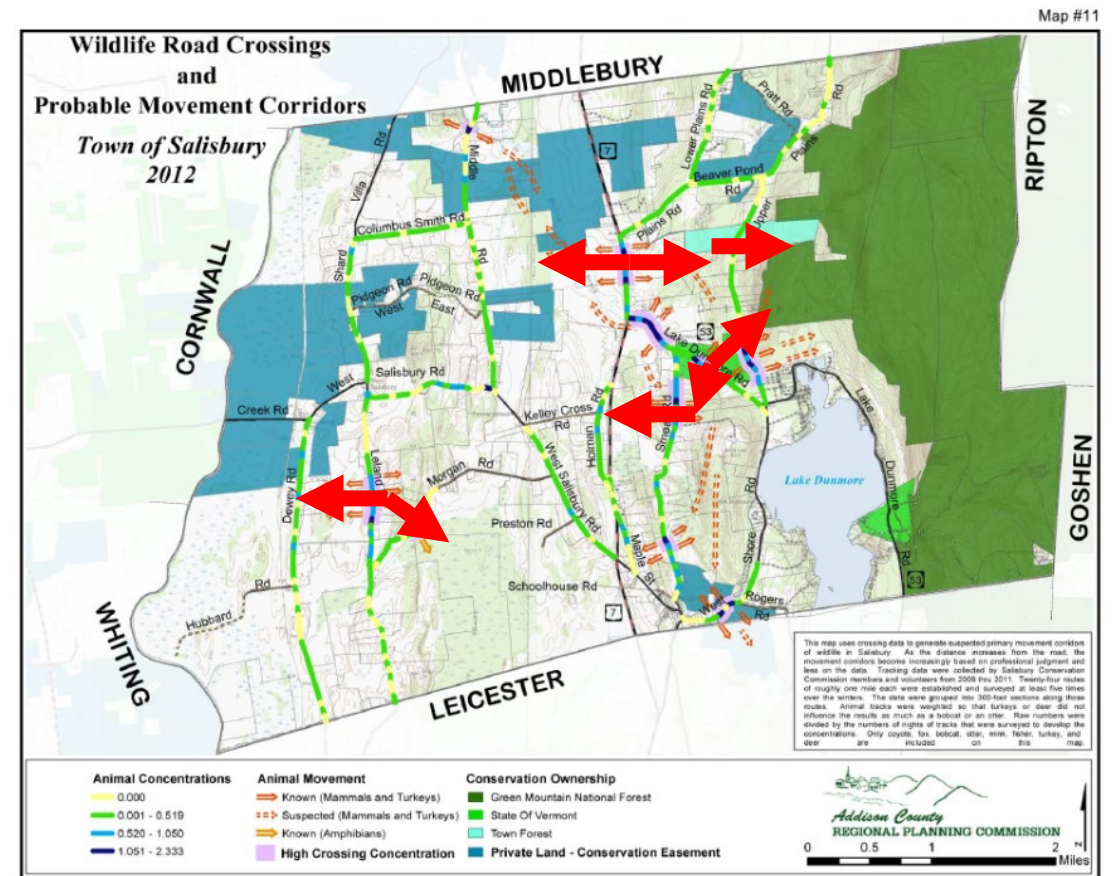 Map #11
Wildlife Road Crossings
and
Probable Movement Corridors
Town of Salisbury
2012
MIDDLEBURY
RIPTON
CORNWALL
GOSHEN
WHITING
LEICESTER
Villa
Rd
Middle
Rd
Lower Plains Rd
Pratt Rd
Plains
Rd
Upper
Beaver Pond
Rd
Plains Rd
7
Columbus Smith Rd
Shard
Pidgeon Rd
West
Pidgeon Rd
East
53
Lake
Rd
Salisbury Rd
West
Salisbury
Creek Rd
Kelley Cross Rd
Rd
Holman
Leland
Dewey Rd
Morgan
Rd
West Salisbury Rd
Preston Rd
Schoolhouse Rd
Maple St
7
Hubbard
Rd
Shore
Rd
West
Rogers
Rd
Lake Dunmore
Lake
Dunmore
Rd
53
This map uses crossing data to generate suspected primary movement corridors
of wildlife in Salisbury. As the distance increases from the road, the
movement corridors become increasingly based on professional judgment and
less on the data. Tracking data were collected by Salisbury Conservation
Commission members and volunteers from 2008 thru 2011. Twenty-four routes
of roughly one mile each were established and surveyed at least five times
over the winters. The data were grouped into 300-foot sections along those
routes. Animal tracks were weighted so that turkeys or deer did not
influence the results as much as a bobcat or an otter. Raw numbers were
divided by the numbers of nights of tracks that were surveyed to develop the
concentrations. Only coyote, fox, bobcat, otter, mink, fisher, turkey, and
deer are included on this map.
Animal Concentrations
0.000
0.001 - 0.519
0.520 - 1.050
1.051 - 2.333
Animal Movement
Known (Mammals and Turkeys)
Suspected (Mammals and Turkeys)
Known (Amphibians)
High Crossing Concentration
Conservation Ownership
Green Mountain National Forest
State Of Vermont
Town Forest
Private Land - Conservation Easement
Addison County
REGIONAL PLANNING COMMISSION
0 0.5 1 2
Miles
N